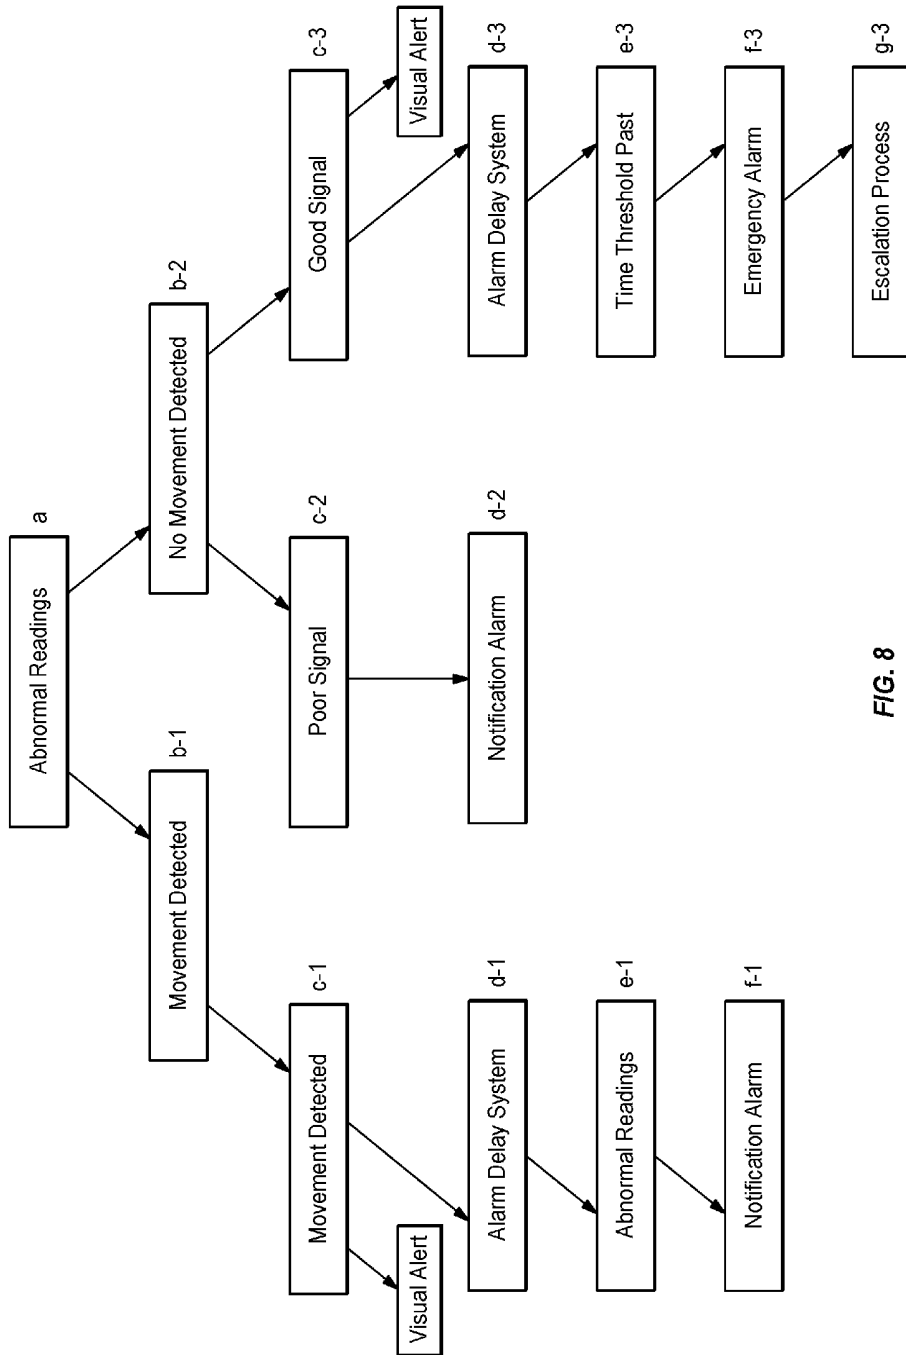 Abnormal Readings
a
Movement Detected
b-1
No Movement Detected
b-2
Movement Detected
c-1
Poor Signal
c-2
Good Signal
c-3
Visual Alert
Visual Alert
Alarm Delay System
d-1
Notification Alarm
d-2
Alarm Delay System
d-3
Abnormal Readings
e-1
Time Threshold Past
e-3
Notification Alarm
f-1
Emergency Alarm
f-3
Escalation Process
g-3
FIG. 8